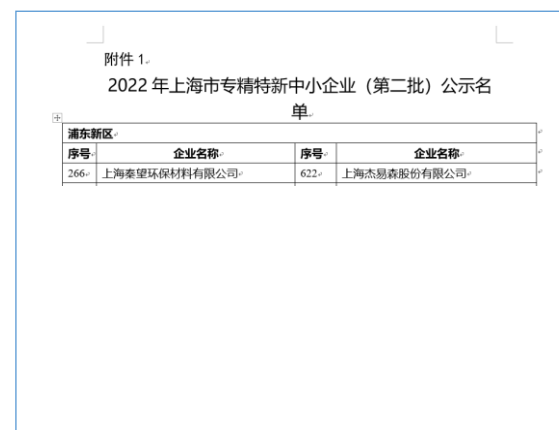 附件 1
2022 年上海市专精特新中小企业（第二批）公示名
单
浦东新区
序号 企业名称 序号 企业名称
266 上海秦望环保材料有限公司 622 上海杰易森股份有限公司